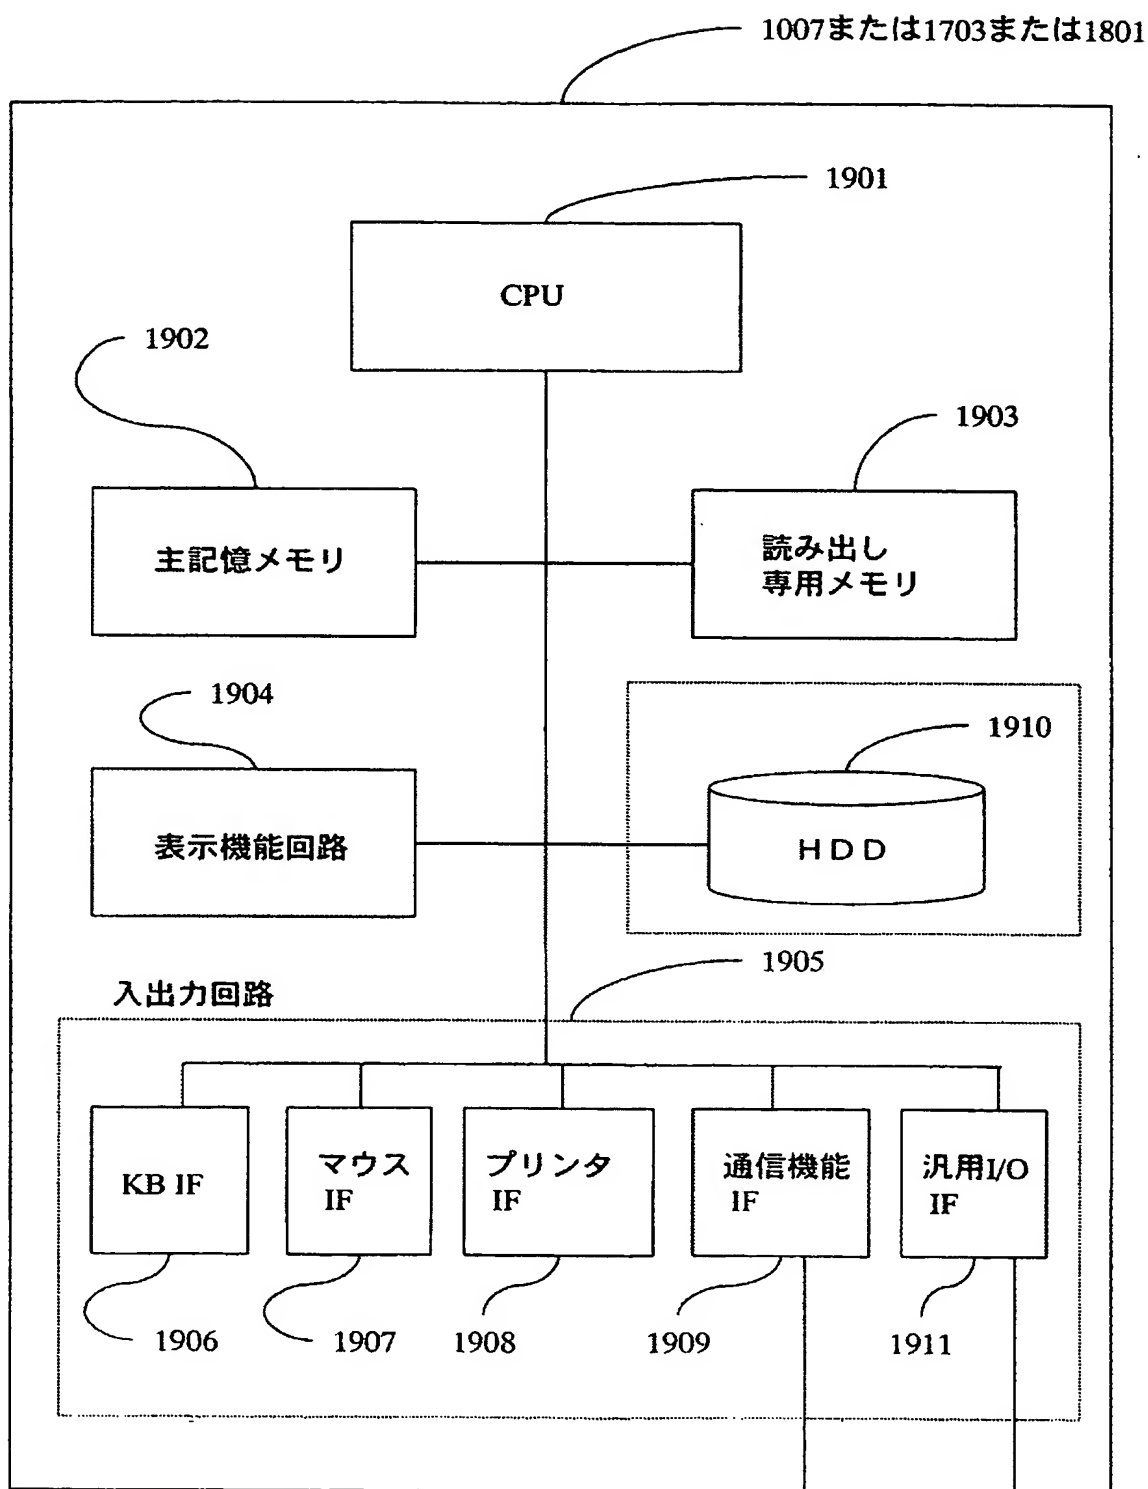 1007または1703または1801
1901
CPU
1902
1903
主記憶メモリ
読み出し
専用メモリ
1904
1910
表示機能回路
ＨＤＤ
1905
入出力回路
KB IF
マウス
IF
プリンタ
IF
通信機能
IF
汎用I/O
IF
1906
1907
1908
1909
1911